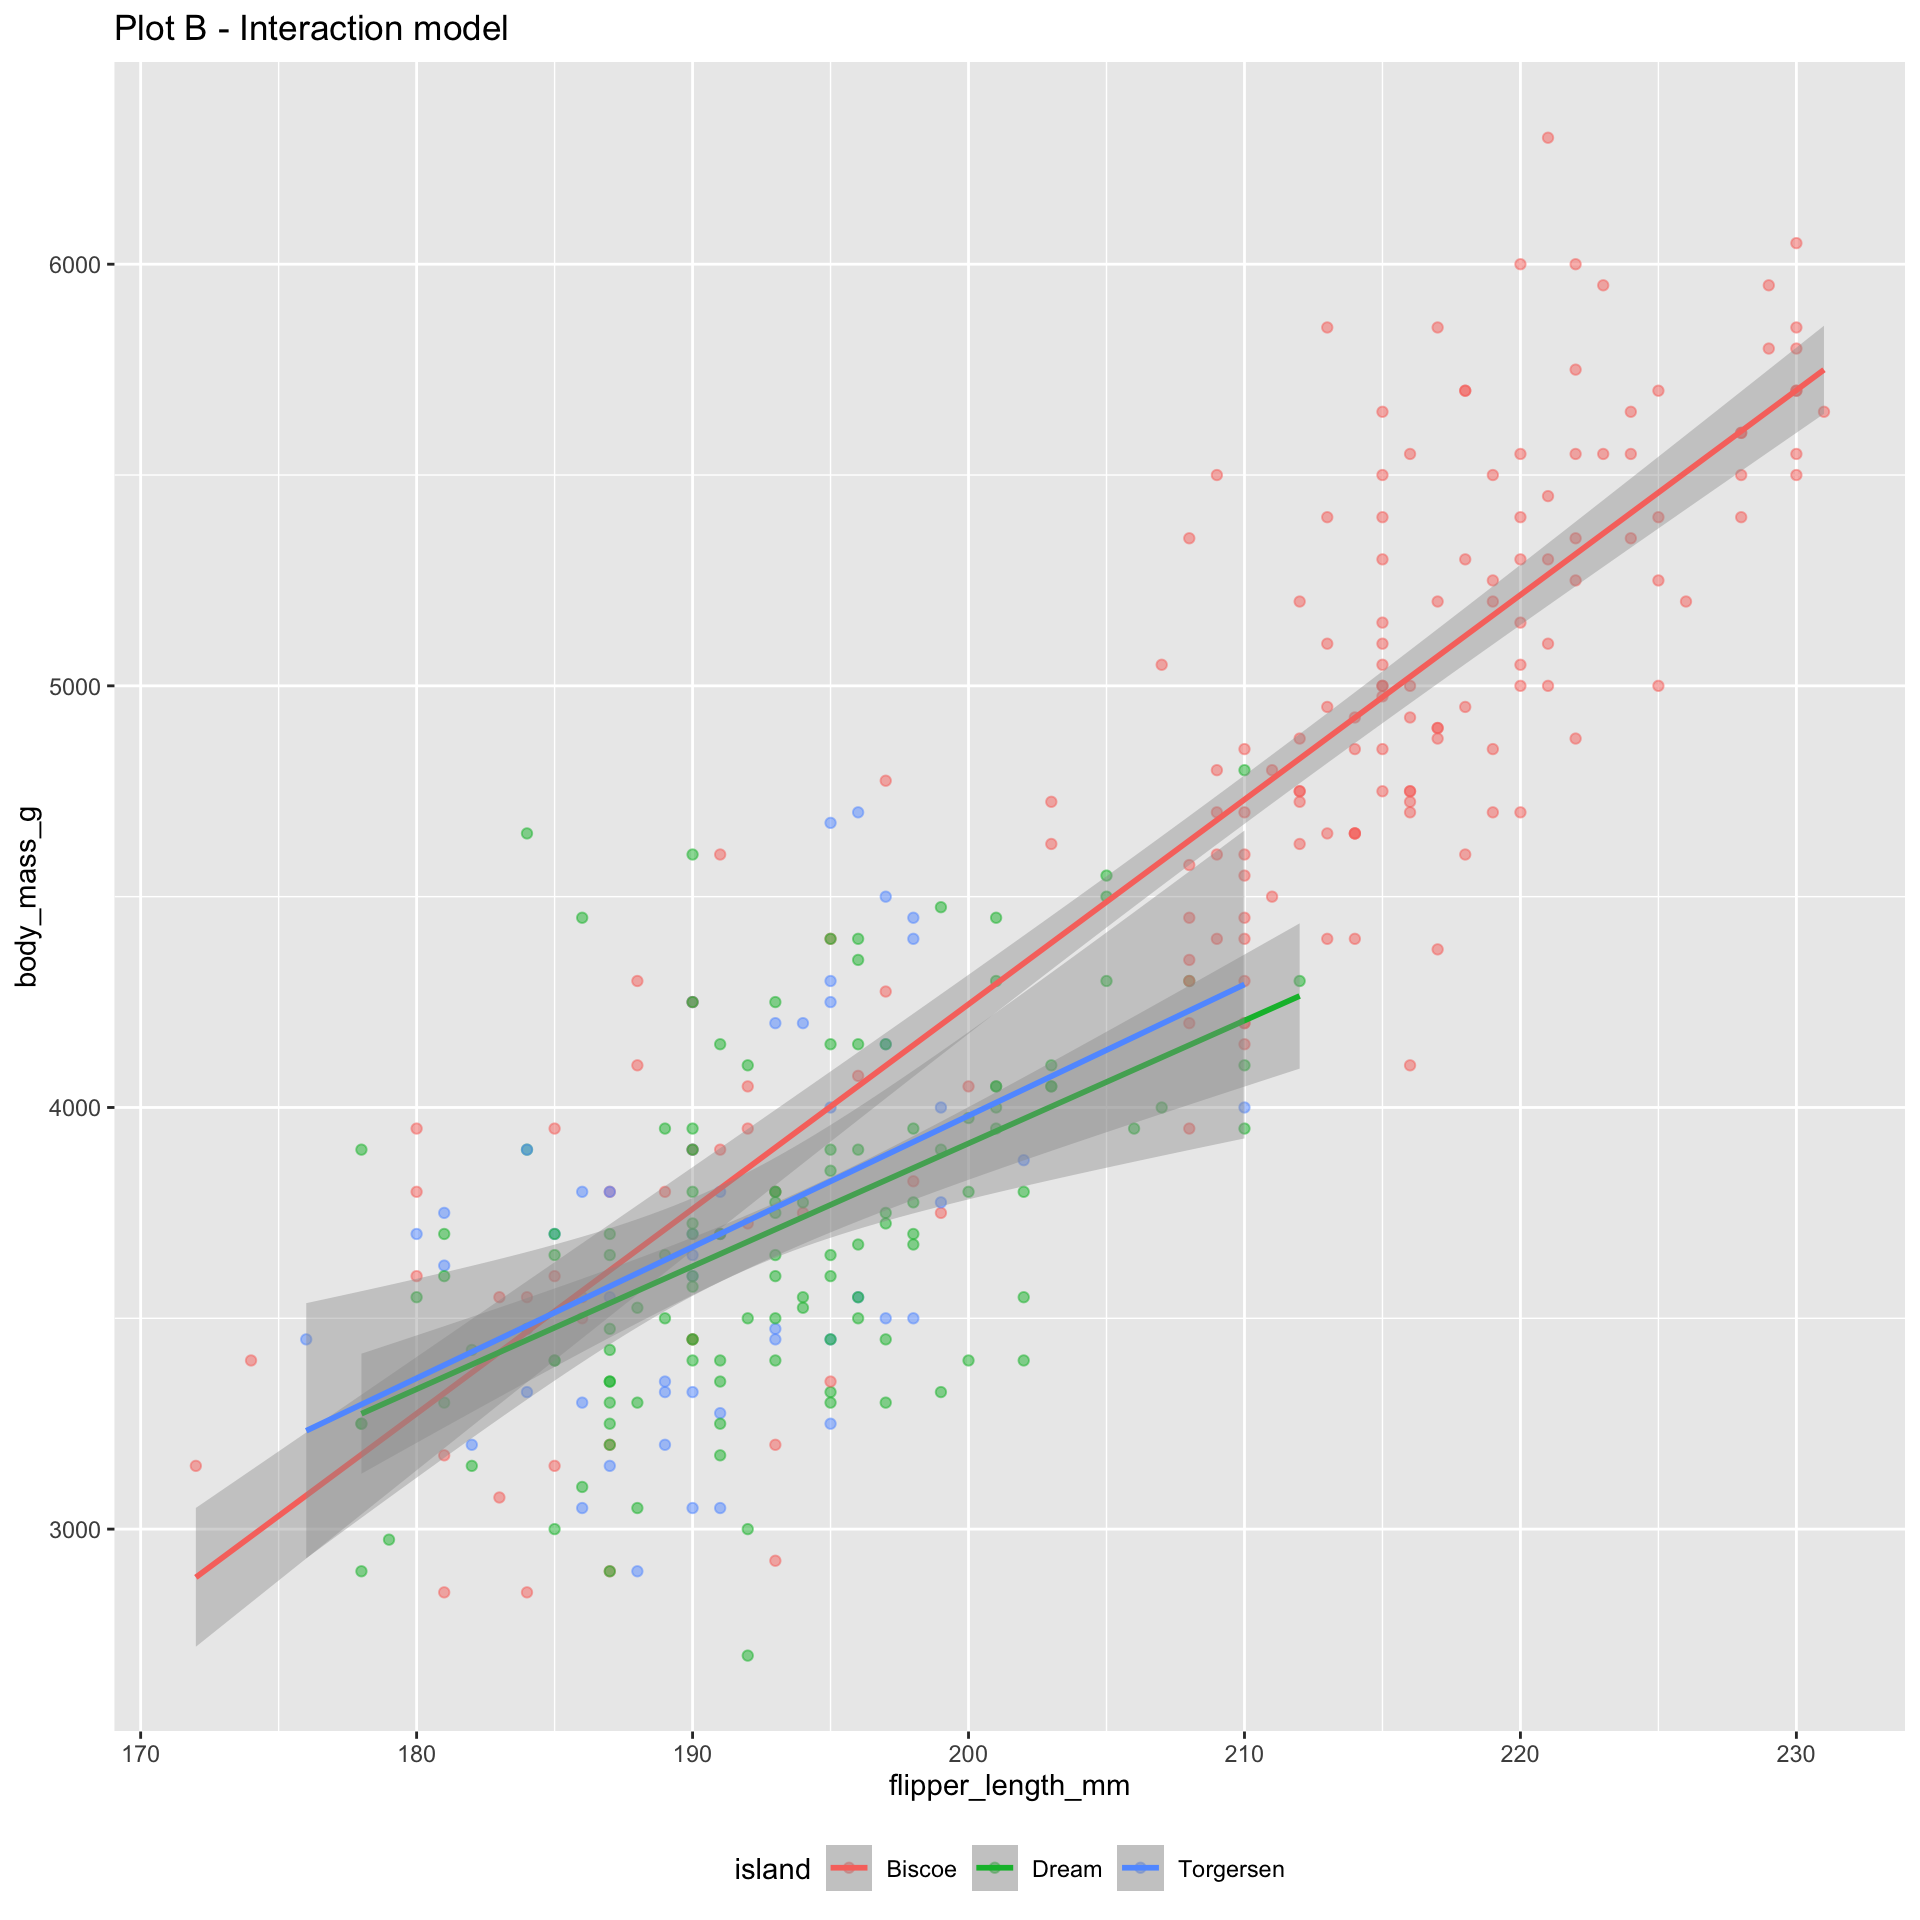 Plot B - Interaction model
body_mass_g
6000
5000
4000
3000
170 180 190 200 210 220 230
flipper_length_mm
island Biscoe Dream Torgersen